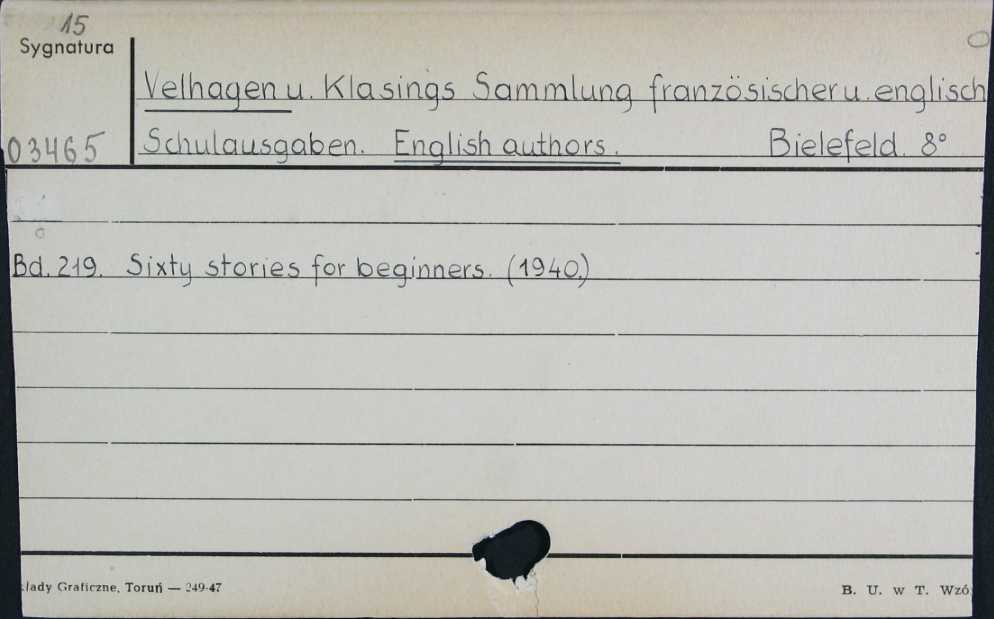 15
Sygnatura
Velhagen u. Klasings Sammlung französischer u. englisch
03465
Schulausgaben. English authors. Bielefeld. 8°
Bd. 219. Sixty stories for beginners. (1940.)
łady Graficzne, Toruń — 249-47
B. U. w T. Wzó